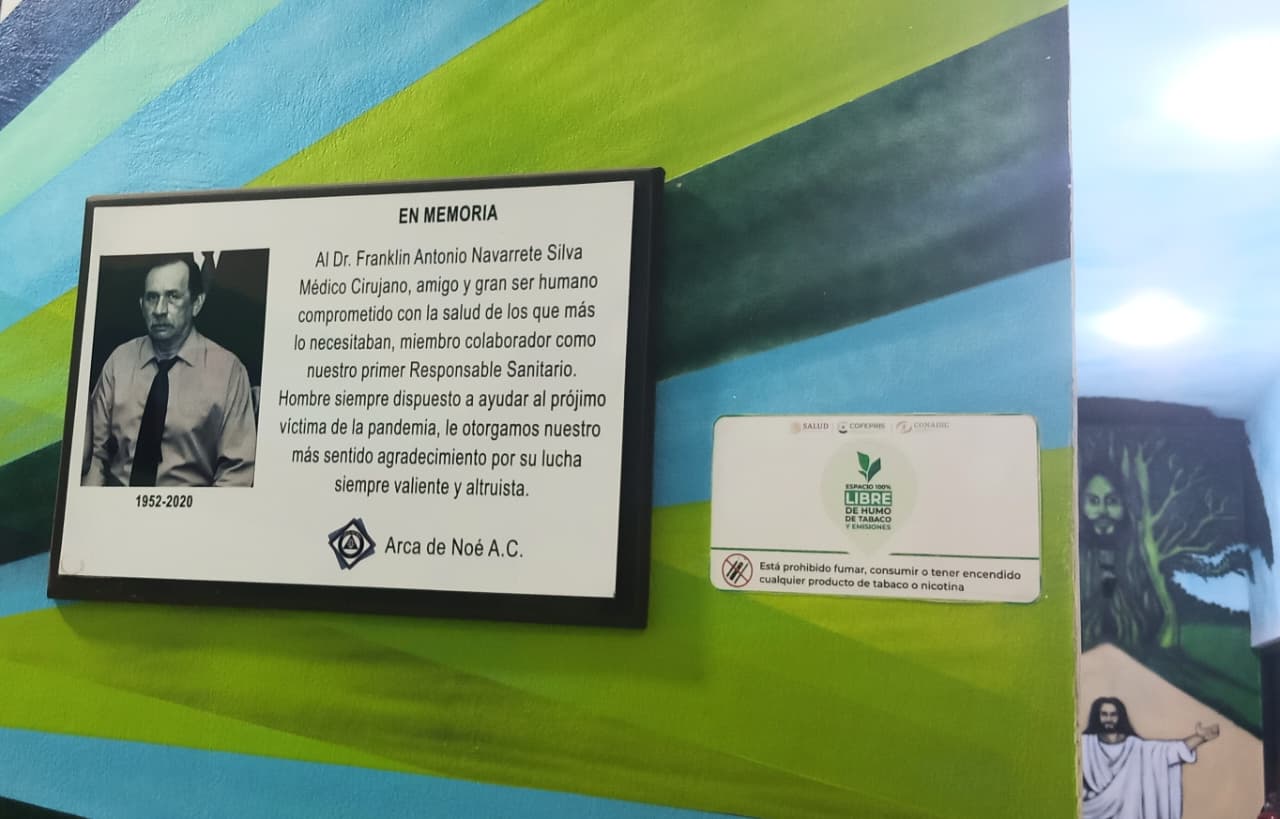 EN MEMORIA
Al Dr. Franklin Antonio Navarrete Silva
Médico Cirujano, amigo y gran ser humano
comprometido con la salud de los que más
lo necesitaban, miembro colaborador como
nuestro primer Responsable Sanitario.
Hombre siempre dispuesto a ayudar al prójimo
víctima de la pandemia, le otorgamos nuestro
más sentido agradecimiento por su lucha
siempre valiente y altruista.
1952-2020
Arca de Noé A.C.
SALUD COFEPRIS CONADIC
ESPACIO 100%
LIBRE
DE HUMO
DE TABACO
Y EMISIONES
Está prohibido fumar, consumir o tener encendido
cualquier producto de tabaco o nicotina